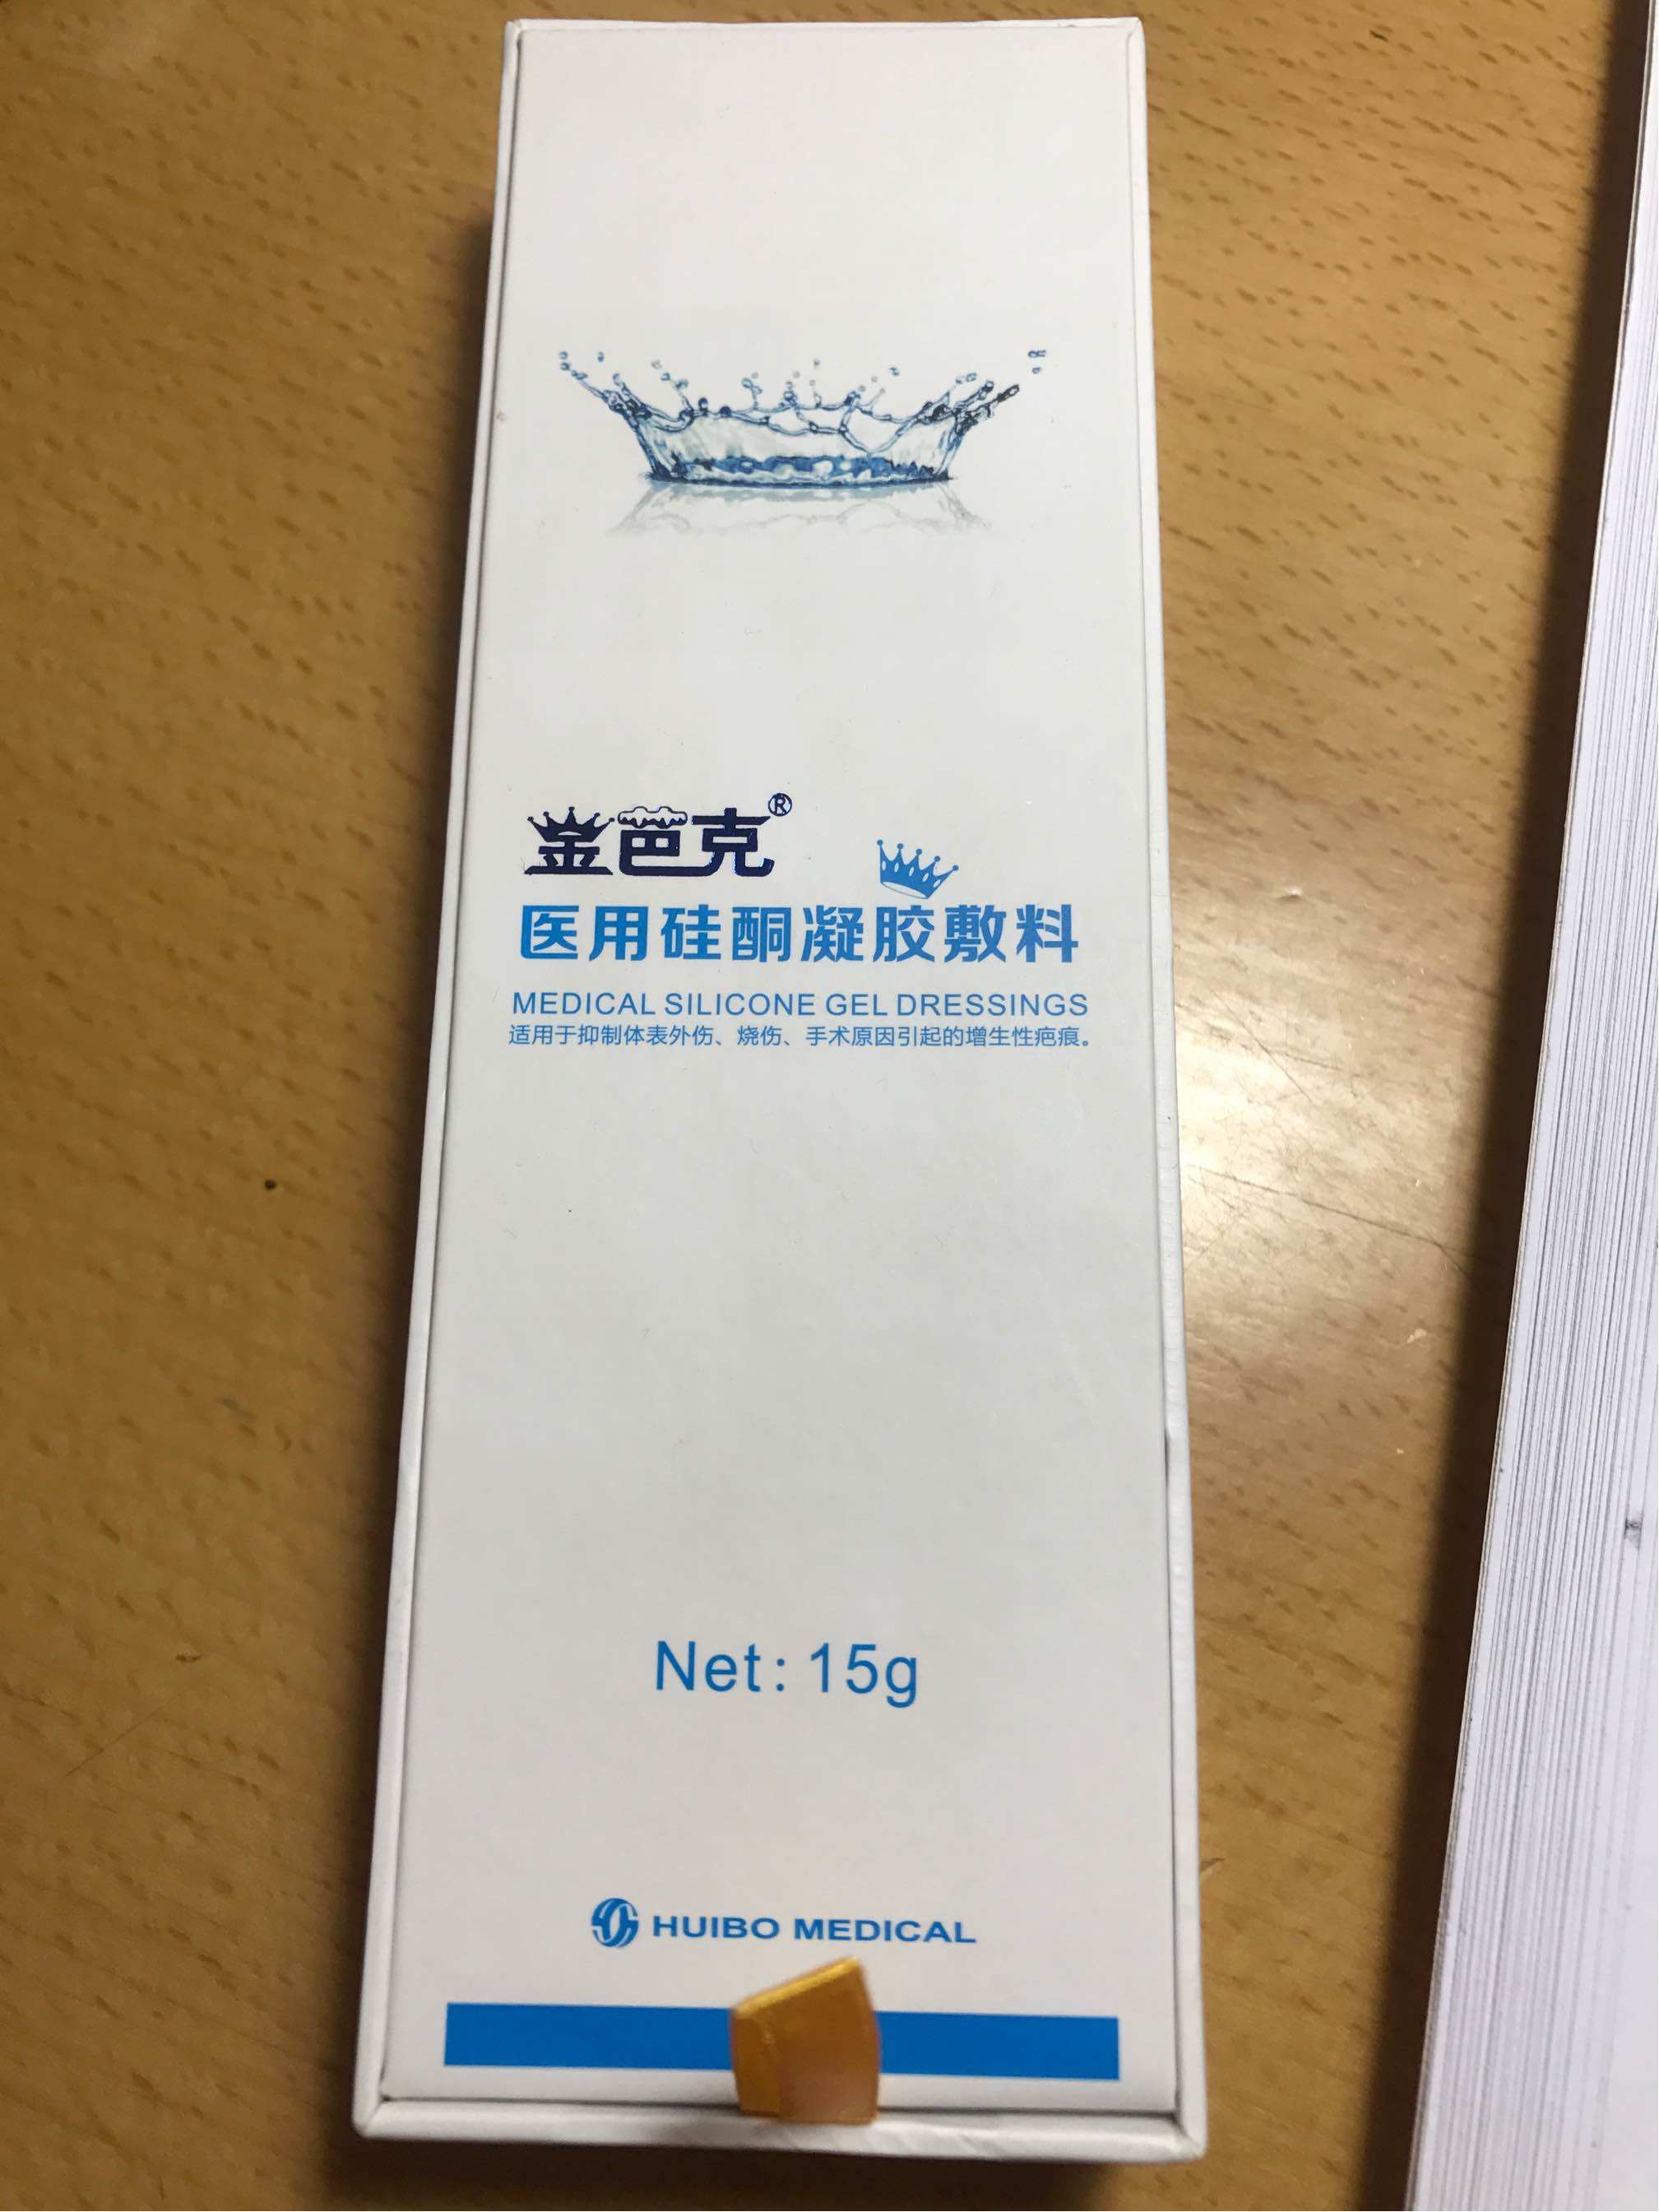 金芭克®
医用硅酮凝胶敷料
MEDICAL SILICONE GEL DRESSINGS
适用于抑制体表外伤、烧伤、手术原因引起的增生性疤痕。
Net: 15g
HUIBO MEDICAL